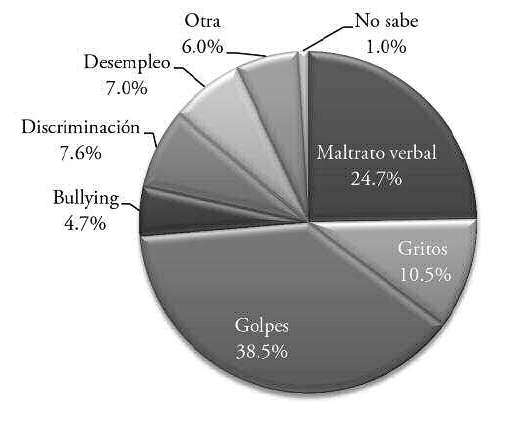 Otra
6.0%
No sabe
1.0%
Desempleo
7.0%
Discriminación
7.6%
Maltrato verbal
24.7%
Bullying
4.7%
Gritos
10.5%
Golpes
38.5%